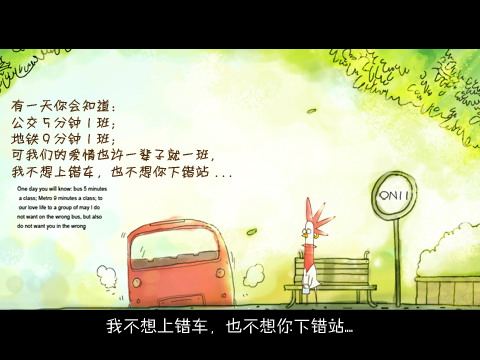 有一天你会知道：
公交5分钟1班；
地铁9分钟1班；
可我们的爱情也许一辈子就一班，
我不想上错车，也不想你下错站...
One day you will know: bus 5 minutes
a class; Metro 9 minutes a class; to
our love life to a group of may I do
not want on the wrong bus, but also
do not want you in the wrong
ON11
我不想上错车，也不想你下错站...